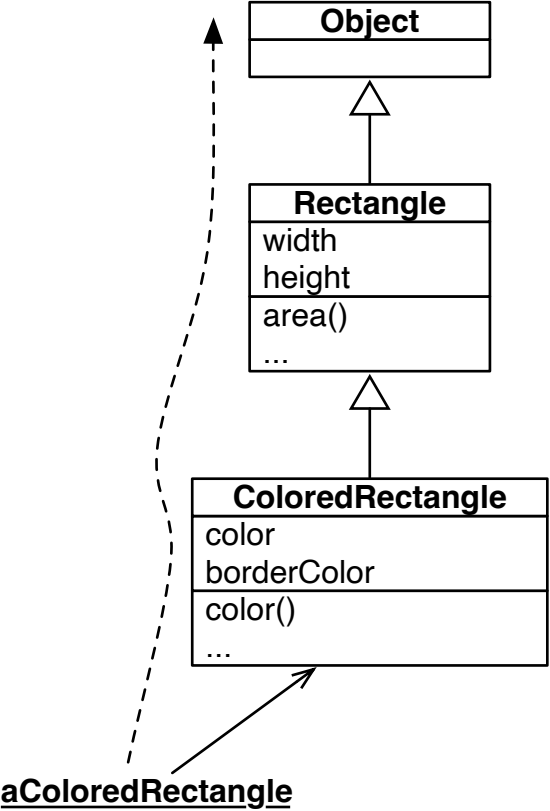 Object
Rectangle
width
height
area()
...
ColoredRectangle
color
borderColor
color()
...
aColoredRectangle